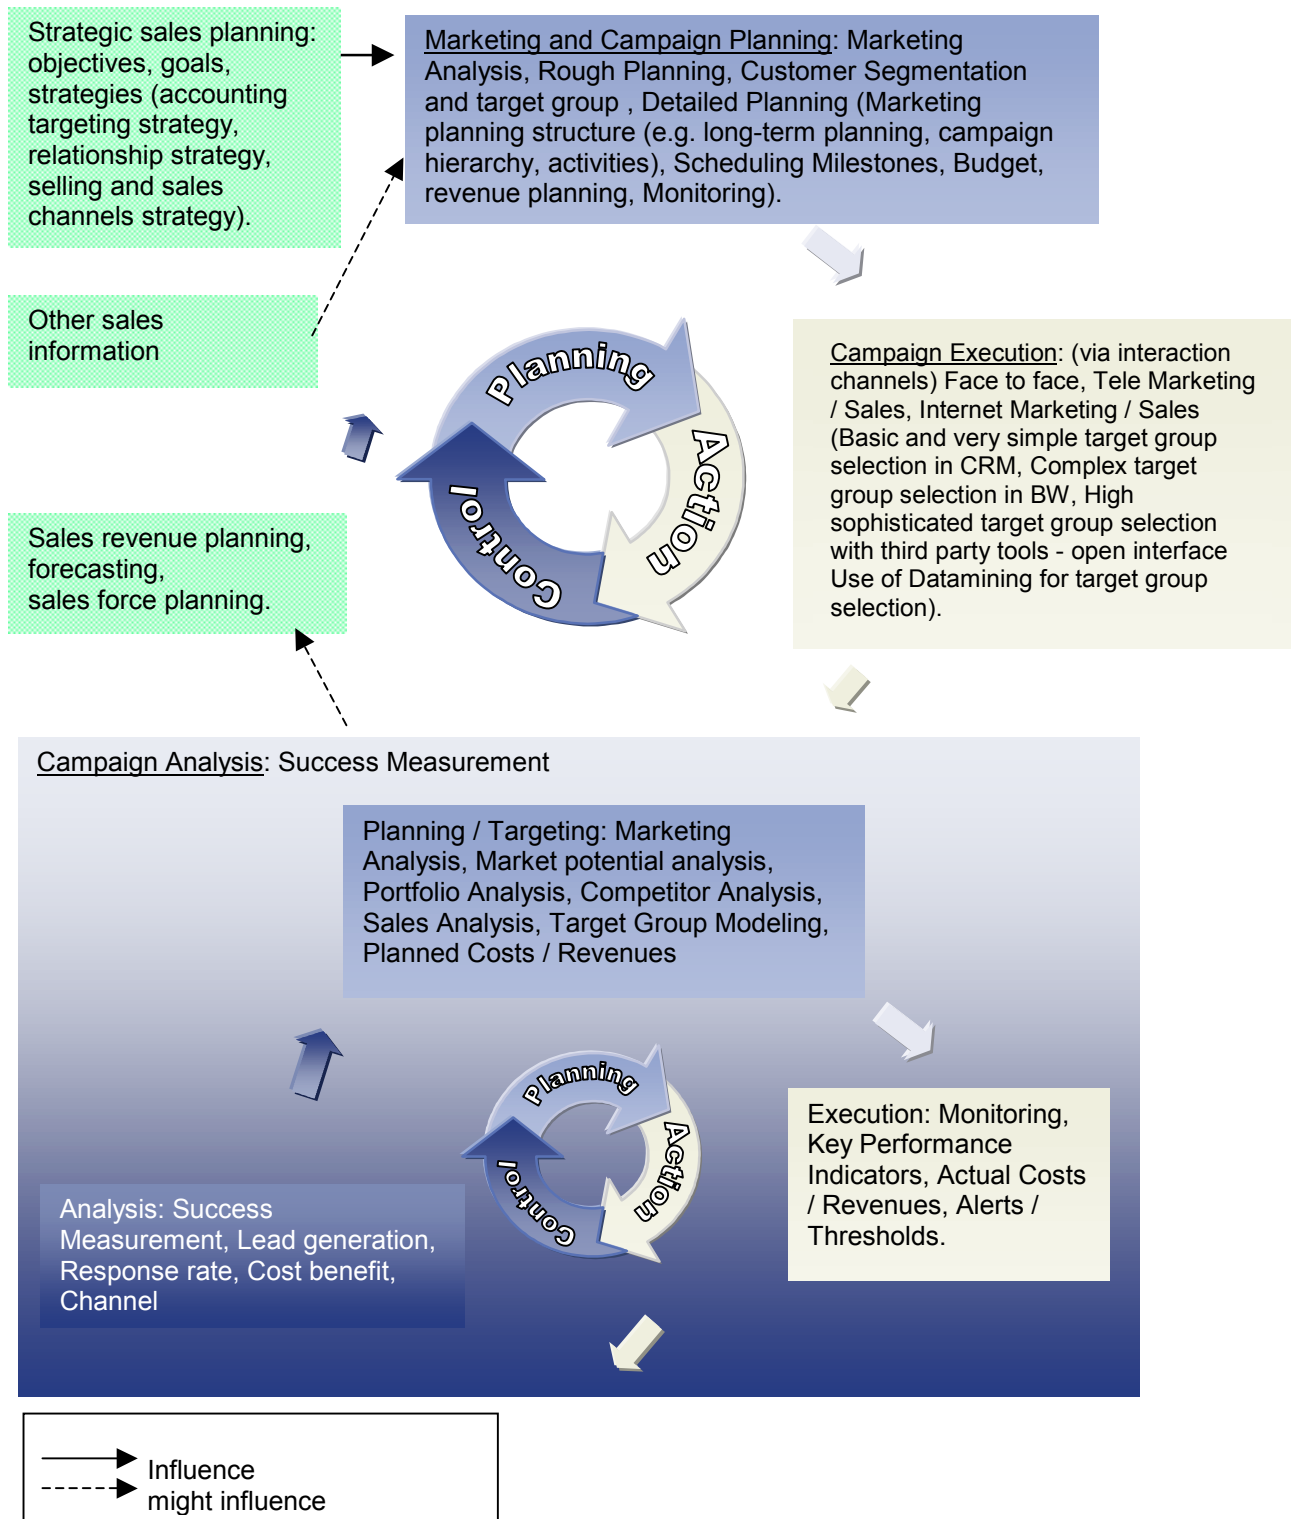 Strategic sales planning:
objectives, goals,
strategies (accounting
targeting strategy,
relationship strategy,
selling and sales
channels strategy).
Marketing and Campaign Planning: Marketing
Analysis, Rough Planning, Customer Segmentation
and target group , Detailed Planning (Marketing
planning structure (e.g. long-term planning, campaign
hierarchy, activities), Scheduling Milestones, Budget,
revenue planning, Monitoring).
Other sales
information
Planning
Action
Control
Campaign Execution: (via interaction
channels) Face to face, Tele Marketing
/ Sales, Internet Marketing / Sales
(Basic and very simple target group
selection in CRM, Complex target
group selection in BW, High
sophisticated target group selection
with third party tools - open interface
Use of Datamining for target group
selection).
Sales revenue planning,
forecasting,
sales force planning.
Campaign Analysis: Success Measurement
Planning / Targeting: Marketing
Analysis, Market potential analysis,
Portfolio Analysis, Competitor Analysis,
Sales Analysis, Target Group Modeling,
Planned Costs / Revenues
Planning
Action
Control
Execution: Monitoring,
Key Performance
Indicators, Actual Costs
/ Revenues, Alerts /
Thresholds.
Analysis: Success
Measurement, Lead generation,
Response rate, Cost benefit,
Channel
Influence
might influence